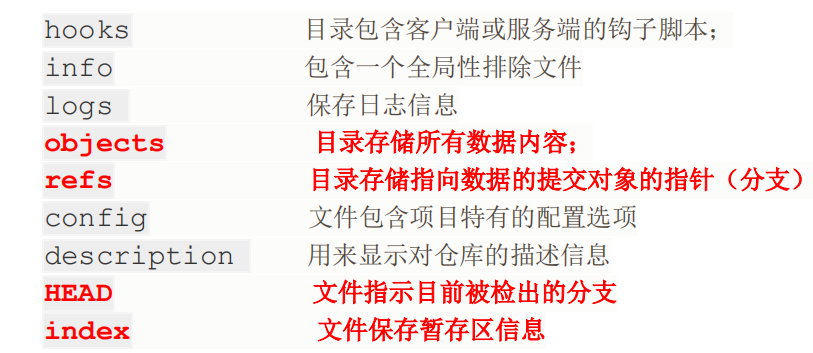 hooks 目录包含客户端或服务端的钩子脚本；
info 包含一个全局性排除文件
logs 保存日志信息
objects 目录存储所有数据内容；
refs 目录存储指向数据的提交对象的指针（分支）
config 文件包含项目特有的配置选项
description 用来显示对仓库的描述信息
HEAD 文件指示目前被检出的分支
index 文件保存暂存区信息